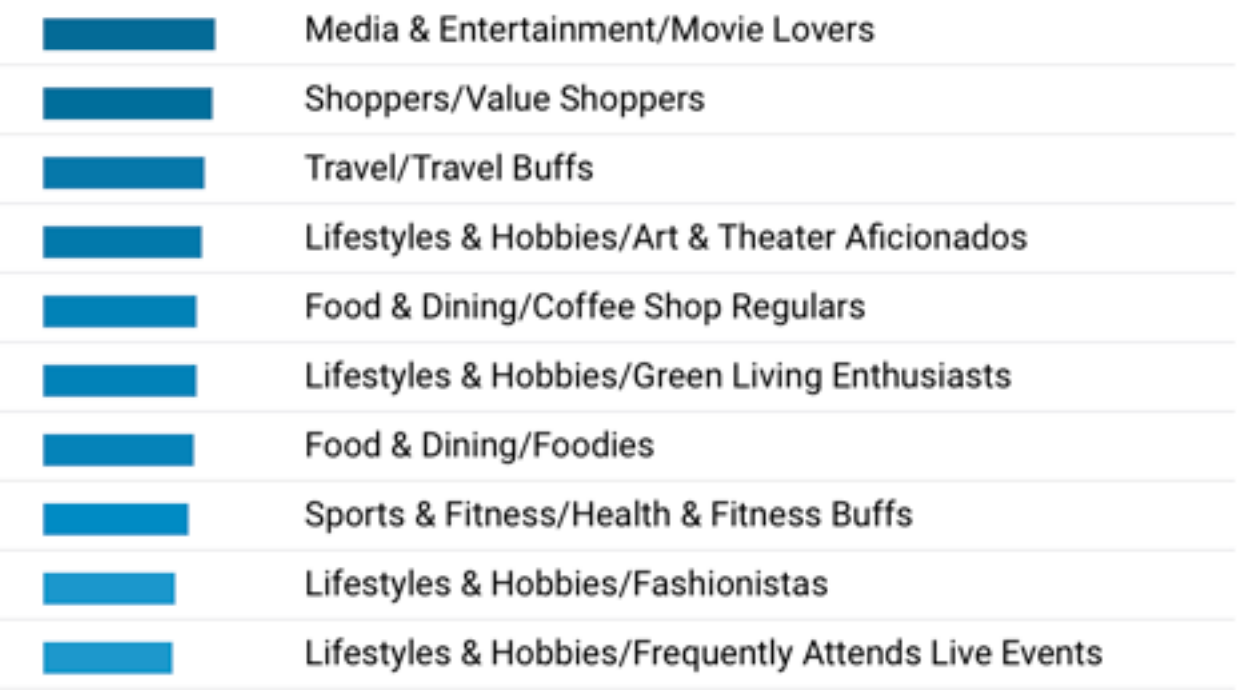 Media & Entertainment/Movie Lovers
Shoppers/Value Shoppers
Travel/Travel Buffs
Lifestyles & Hobbies/Art & Theater Aficionados
Food & Dining/Coffee Shop Regulars
Lifestyles & Hobbies/Green Living Enthusiasts
Food & Dining/Foodies
Sports & Fitness/Health & Fitness Buffs
Lifestyles & Hobbies/Fashionistas
Lifestyles & Hobbies/Frequently Attends Live Events